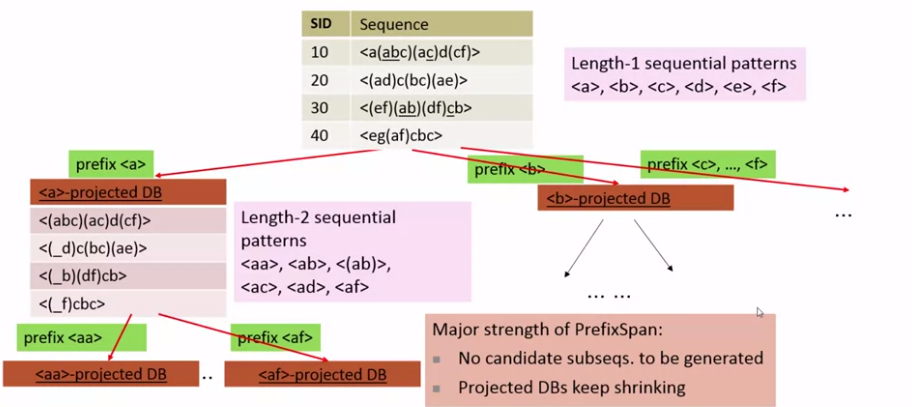 SID Sequence
10 <a(abc)(ac)d(cf)>
20 <(ad)c(bc)(ae)>
30 <(ef)(ab)(df)cb>
40 <eg(af)cbc>
Length-1 sequential patterns
<a>, <b>, <c>, <d>, <e>, <f>
prefix <a>
prefix <b>
prefix <c>, ..., <f>
<a>-projected DB
<(abc)(ac)d(cf)>
<(_d)c(bc)(ae)>
<(_b)(df)cb>
<(_f)cbc>
Length-2 sequential
patterns
<aa>, <ab>, <(ab)>,
<ac>, <ad>, <af>
<b>-projected DB
...
... ...
prefix <aa>
prefix <af>
<aa>-projected DB
..
<af>-projected DB
Major strength of PrefixSpan:
▪ No candidate subseqs. to be generated
▪ Projected DBs keep shrinking